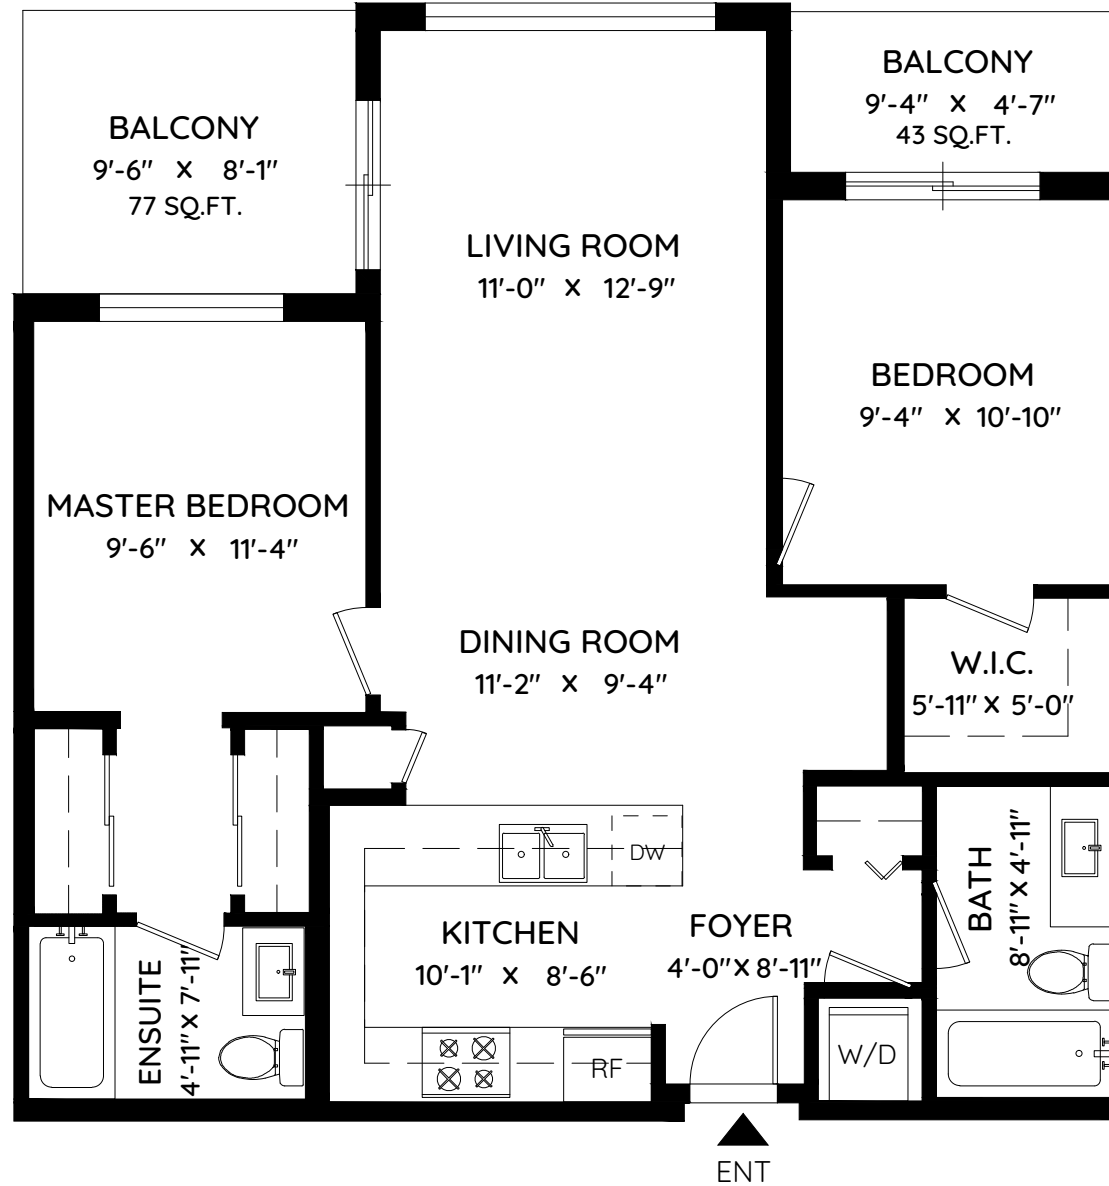 BALCONY
9'-6" X 8'-1"
77 SQ.FT.
BALCONY
9'-4" X 4'-7"
43 SQ.FT.
LIVING ROOM
11'-0" X 12'-9"
BEDROOM
9'-4" X 10'-10"
MASTER BEDROOM
9'-6" X 11'-4"
DINING ROOM
11'-2" X 9'-4"
W.I.C.
5'-11" X 5'-0"
DW
KITCHEN
10'-1" X 8'-6"
FOYER
4'-0" X 8'-11"
BATH
8'-11" X 4'-11"
ENSUITE
4'-11" X 7'-11"
RF
W/D
ENT